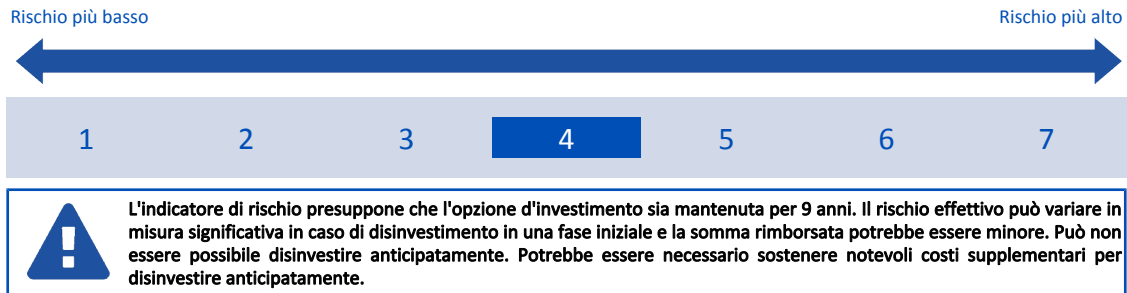 Rischio più basso Rischio più alto
1 2 3 4 5 6 7
L'indicatore di rischio presuppone che l'opzione d'investimento sia mantenuta per 9 anni. Il rischio effettivo può variare in
misura significativa in caso di disinvestimento in una fase iniziale e la somma rimborsata potrebbe essere minore. Può non
essere possibile disinvestire anticipatamente. Potrebbe essere necessario sostenere notevoli costi supplementari per
disinvestire anticipatamente.